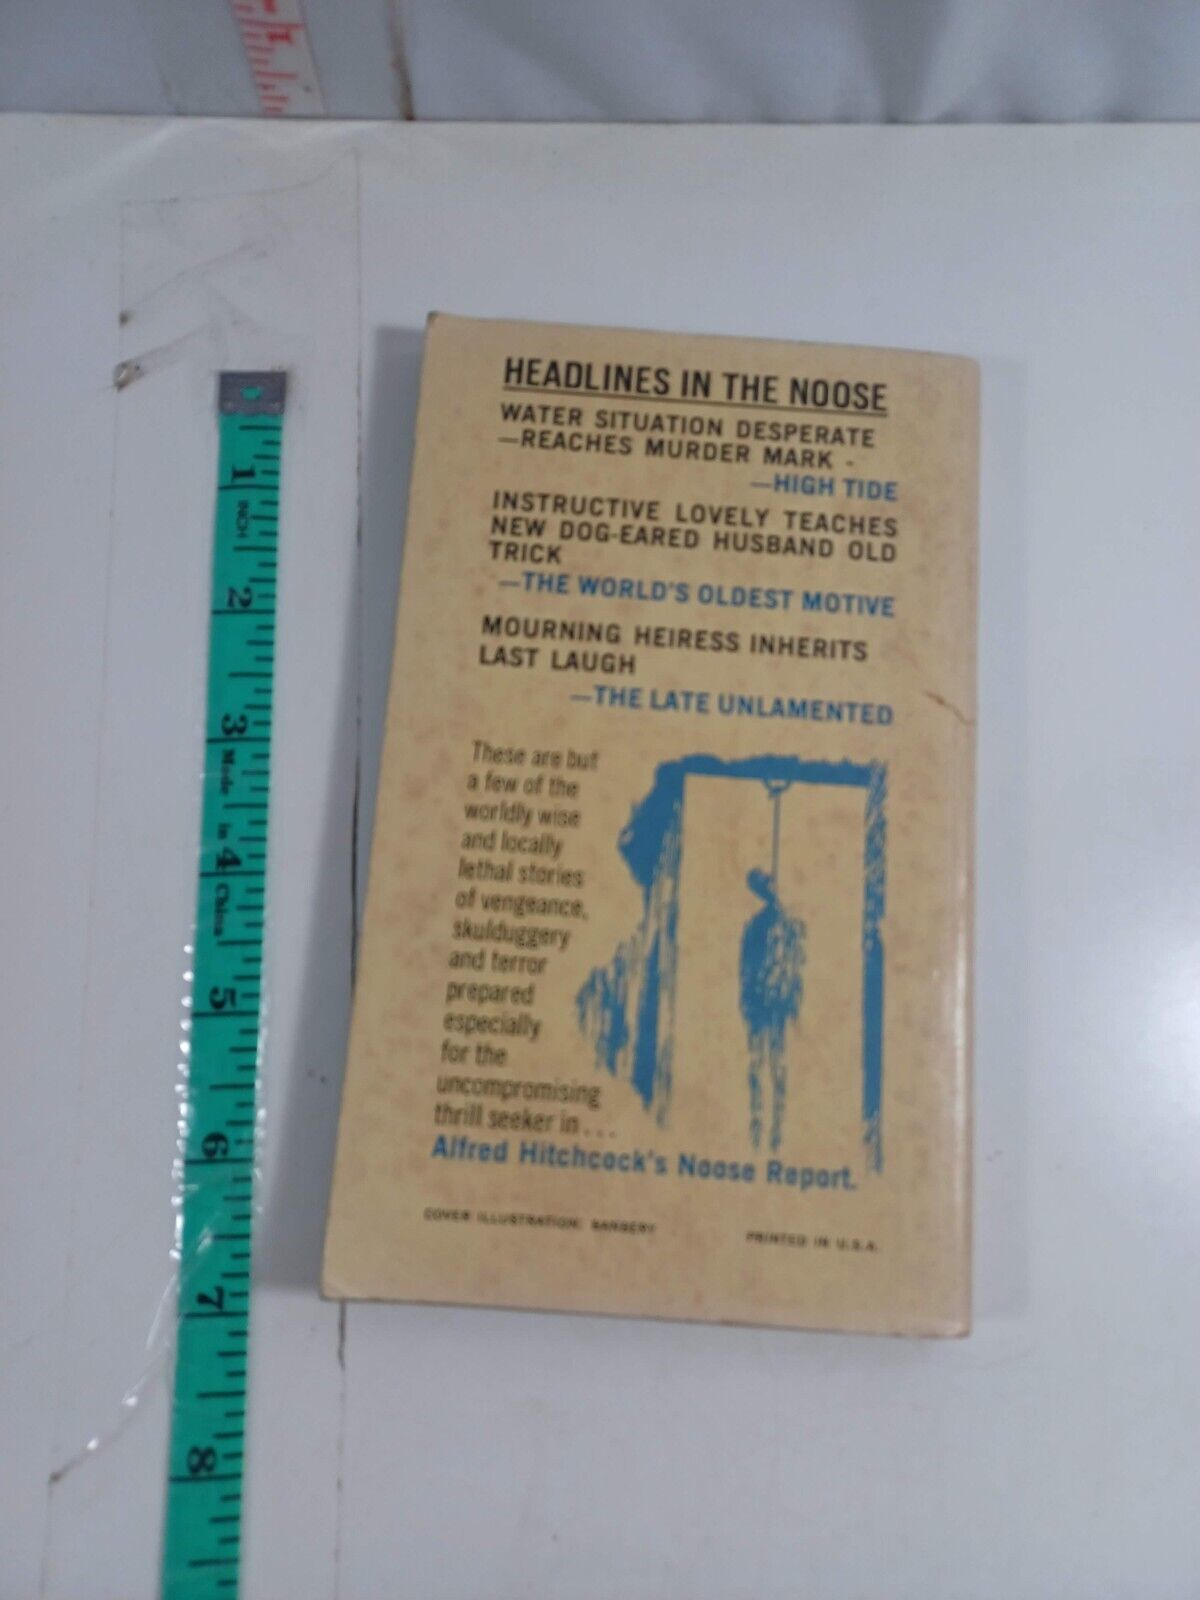 HEADLINES IN THE NOOSE
WATER SITUATION DESPERATE
—REACHES MURDER MARK -
—HIGH TIDE
INSTRUCTIVE LOVELY TEACHES
NEW DOG-EARED HUSBAND OLD
TRICK
—THE WORLD'S OLDEST MOTIVE
MOURNING HEIRESS INHERITS
LAST LAUGH
—THE LATE UNLAMENTED
These are but
a few of the
worldly wise
and locally
lethal stories
of vengeance,
skulduggery
and terror
prepared
especially
for the
uncompromising
thrill seeker in...
Alfred Hitchcock's Noose Report.
COVER ILLUSTRATION: BANBERY
PRINTED IN U.S.A.
1
INCH
2
3
Made in China
4
5
6
7
8
1